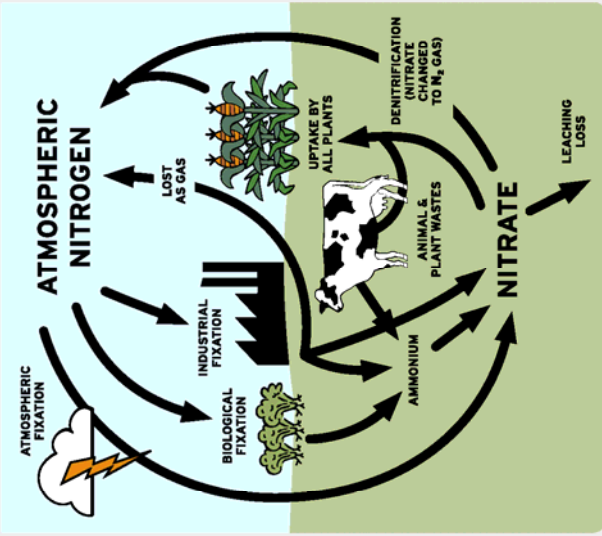 ATMOSPHERIC
NITROGEN
ATMOSPHERIC
FIXATION
LOST
AS GAS
INDUSTRIAL
FIXATION
BIOLOGICAL
FIXATION
UPTAKE BY
ALL PLANTS
DENITRIFICATION
(NITRATE
CHANGED
TO N₂ GAS)
ANIMAL &
PLANT WASTES
AMMONIUM
NITRATE
LEACHING
LOSS